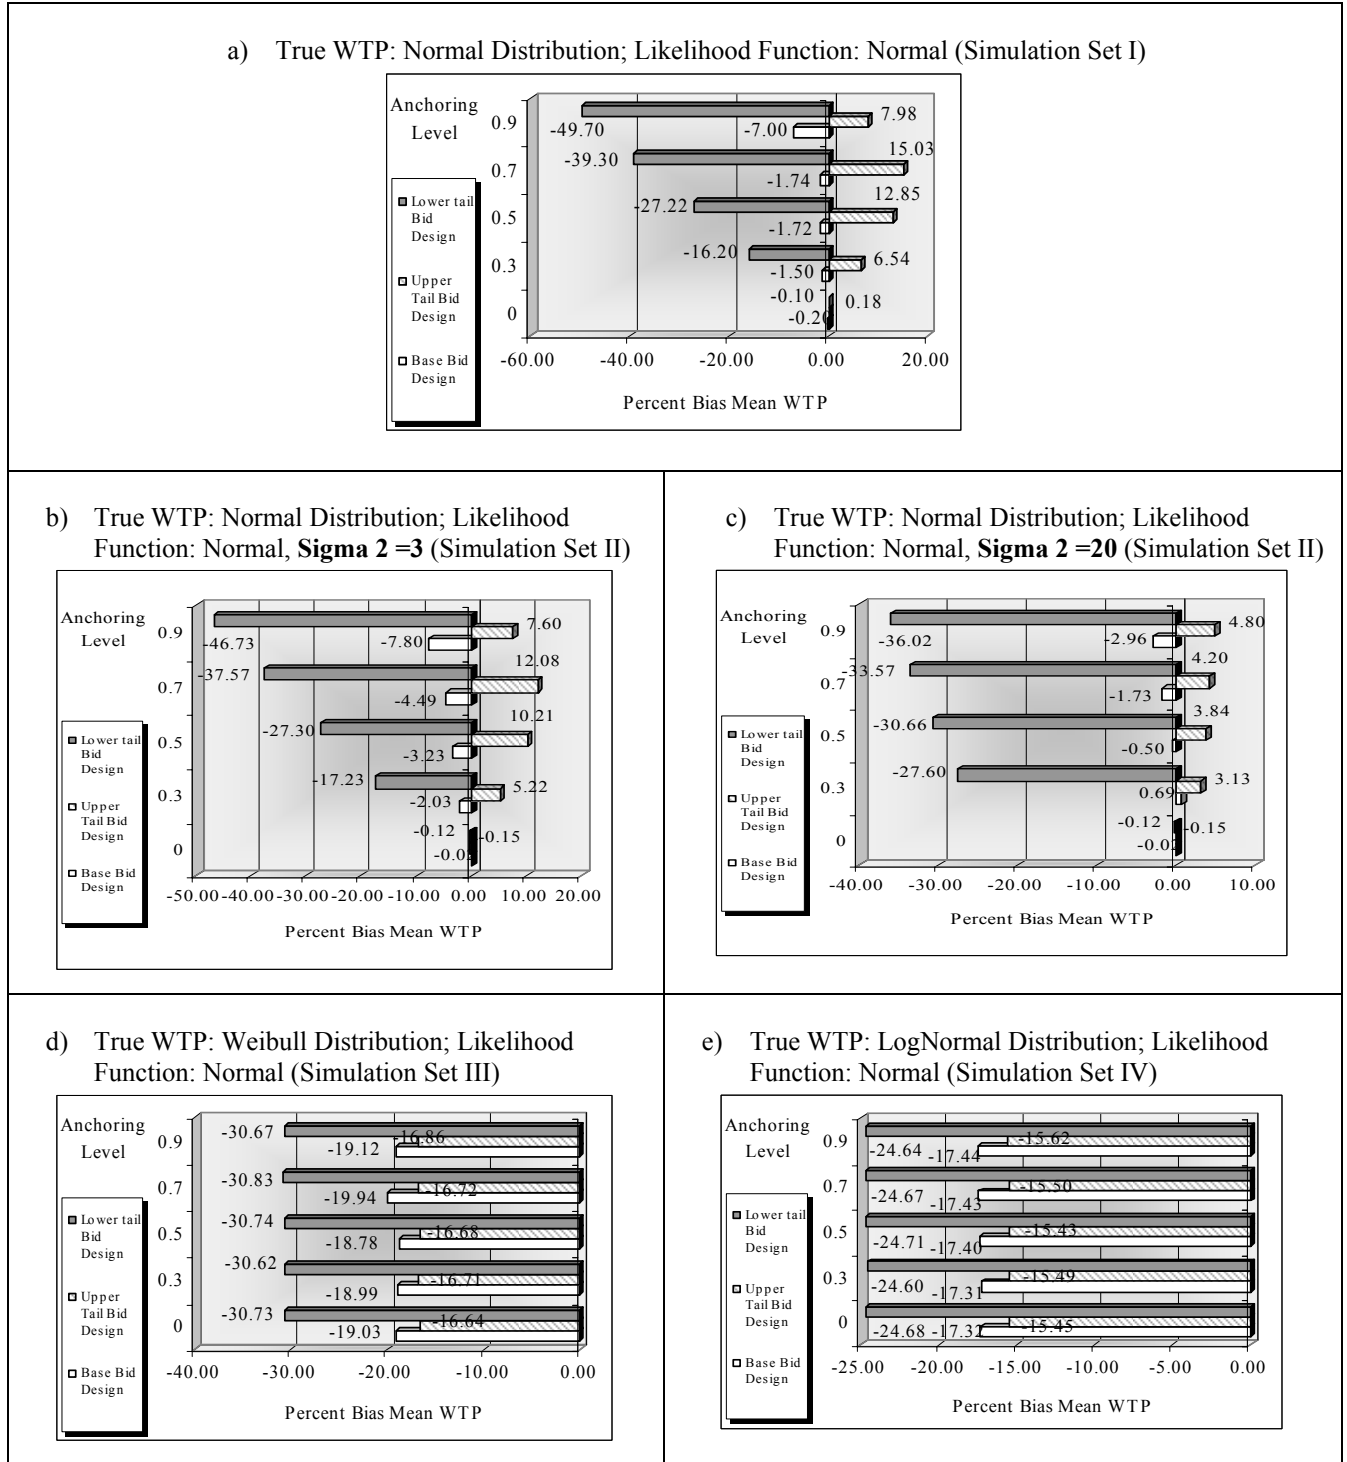 a) True WTP: Normal Distribution; Likelihood Function: Normal (Simulation Set I)
Anchoring
Level
0.9
0.7
0.5
0.3
0
-49.70
-7.00
7.98
-39.30
-1.74
15.03
-27.22
-1.72
12.85
-16.20
-1.50
6.54
-0.10
0.18
-0.20
Lower tail
Bid
Design
Upper
Tail Bid
Design
Base Bid
Design
-60.00 -40.00 -20.00 0.00 20.00
Percent Bias Mean WTP
b) True WTP: Normal Distribution; Likelihood
Function: Normal, Sigma 2 =3 (Simulation Set II)
Anchoring
Level
0.9
0.7
0.5
0.3
0
-46.73
-7.80
7.60
-37.57
-4.49
12.08
-27.30
-3.23
10.21
-17.23
-2.03
5.22
-0.12
-0.15
Lower tail
Bid
Design
Upper
Tail Bid
Design
Base Bid
Design
-50.00 -40.00 -30.00 -20.00 -10.00 0.00 10.00 20.00
Percent Bias Mean WTP
c) True WTP: Normal Distribution; Likelihood
Function: Normal, Sigma 2 =20 (Simulation Set II)
Anchoring
Level
0.9
0.7
0.5
0.3
0
-36.02
-2.96
4.80
-33.57
-1.73
4.20
-30.66
-0.50
3.84
-27.60
0.69
3.13
-0.12
-0.15
Lower tail
Bid
Design
Upper
Tail Bid
Design
Base Bid
Design
-40.00 -30.00 -20.00 -10.00 0.00 10.00
Percent Bias Mean WTP
d) True WTP: Weibull Distribution; Likelihood
Function: Normal (Simulation Set III)
Anchoring
Level
0.9
0.7
0.5
0.3
0
-30.67
-16.86
-19.12
-30.83
-16.72
-19.94
-30.74
-16.68
-18.78
-30.62
-16.71
-18.99
-30.73
-16.64
-19.03
Lower tail
Bid
Design
Upper
Tail Bid
Design
Base Bid
Design
-40.00 -30.00 -20.00 -10.00 0.00
Percent Bias Mean WTP
e) True WTP: LogNormal Distribution; Likelihood
Function: Normal (Simulation Set IV)
Anchoring
Level
0.9
0.7
0.5
0.3
0
-24.64 -17.44
-15.62
-24.67 -17.43
-15.50
-24.71 -17.40
-15.43
-24.60 -17.31
-15.49
-24.68 -17.32
-15.45
Lower tail
Bid
Design
Upper
Tail Bid
Design
Base Bid
Design
-25.00 -20.00 -15.00 -10.00 -5.00 0.00
Percent Bias Mean WTP